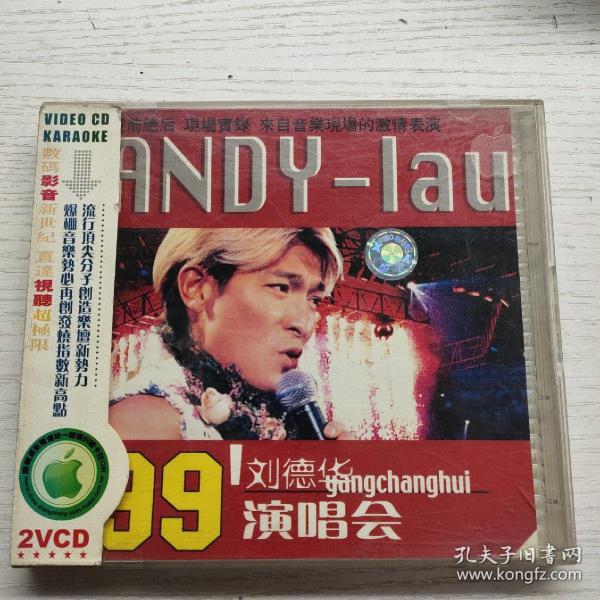 VIDEO CD
KARAOKE
數碼影音新世紀 直達視聽超極限
流行頂尖分子創造樂壇新勢力
爆棚音樂勢必再創發燒指數新高點
2VCD
前絶后 現場實錄 來自音樂現場的激情表演
ANDY-lau
99'
刘德华
yangchanghui
演唱会
孔夫子旧书网
www.kongfz.com